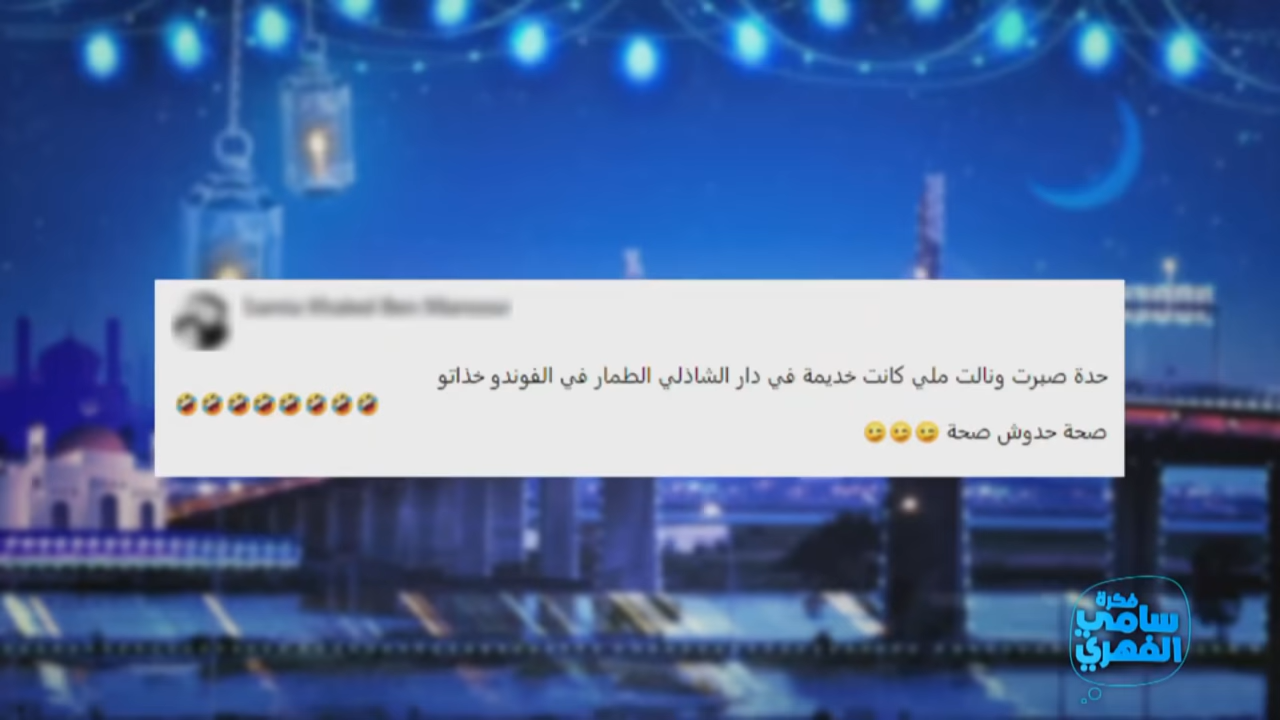 حدة صبرت ونالت ملي كانت خديمة في دار الشاذلي الطمار في الفوندو خذاتو
🤣🤣🤣🤣🤣🤣🤣🤣
صحة حدوش صحة 😉😉😉
فكرة
سامي
الفهري